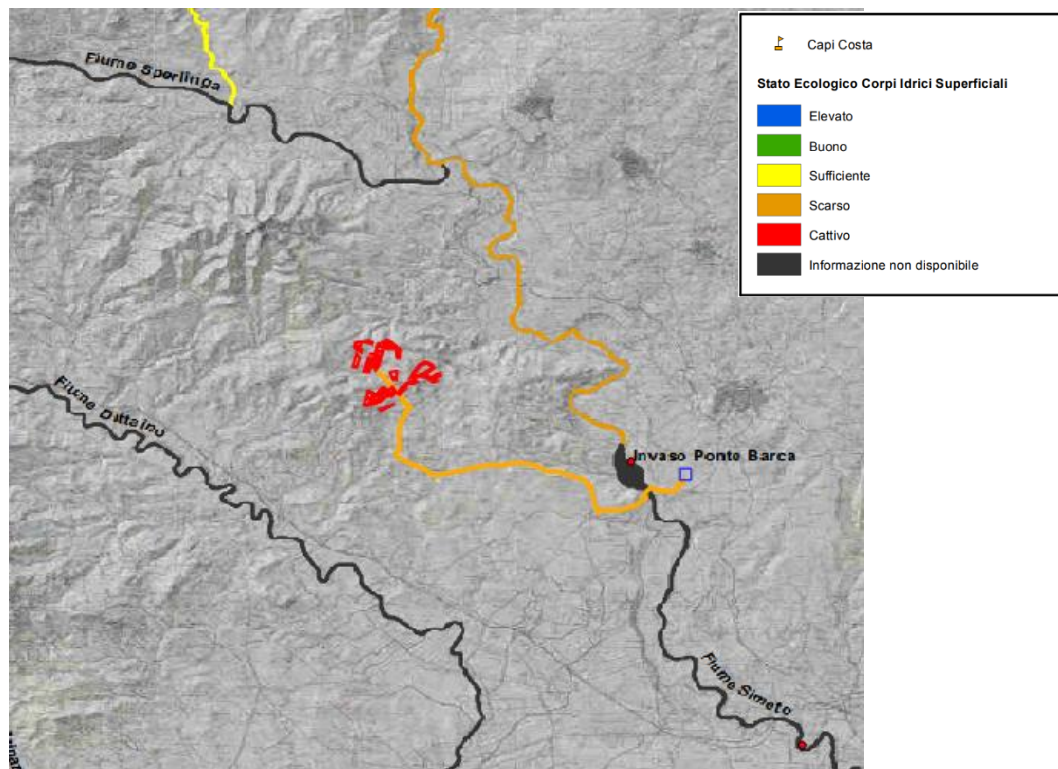 Capi Costa
Stato Ecologico Corpi Idrici Superficiali
Elevato
Buono
Sufficiente
Scarso
Cattivo
Informazione non disponibile
Fiume Sperlinga
Fiume Dittaino
Invaso Ponte Barca
Fiume Simeto